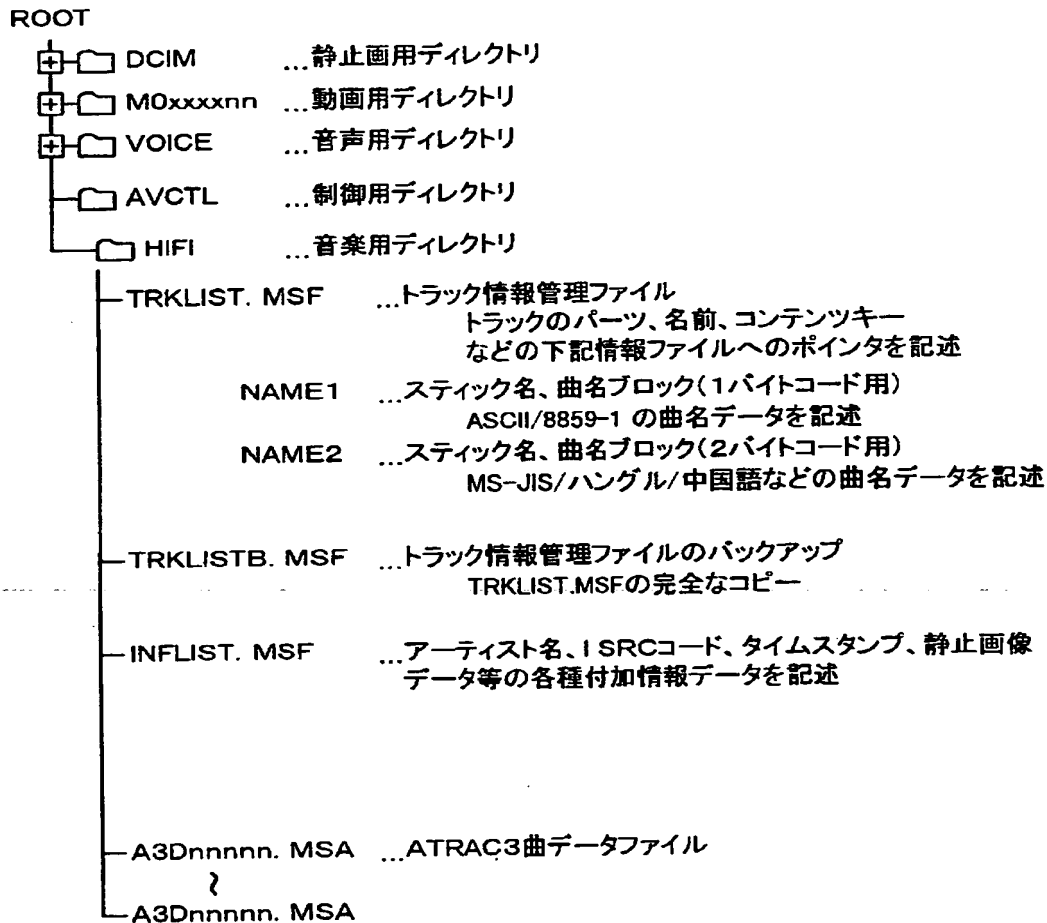 ROOT
DCIM ...静止画用ディレクトリ
M0xxxxnn ...動画用ディレクトリ
VOICE ...音声用ディレクトリ
AVCTL ...制御用ディレクトリ
HIFI ...音楽用ディレクトリ
TRKLIST. MSF ...トラック情報管理ファイル
トラックのパーツ、名前、コンテンツキー
などの下記情報ファイルへのポインタを記述
NAME1 ...スティック名、曲名ブロック(1バイトコード用)
ASCII/8859-1 の曲名データを記述
NAME2 ...スティック名、曲名ブロック(2バイトコード用)
MS-JIS/ハングル/中国語などの曲名データを記述
TRKLISTB. MSF ...トラック情報管理ファイルのバックアップ
TRKLIST.MSFの完全なコピー
INFLIST. MSF ...アーティスト名、ISRCコード、タイムスタンプ、静止画像
データ等の各種付加情報データを記述
A3Dnnnnn. MSA ...ATRAC3曲データファイル
~
A3Dnnnnn. MSA